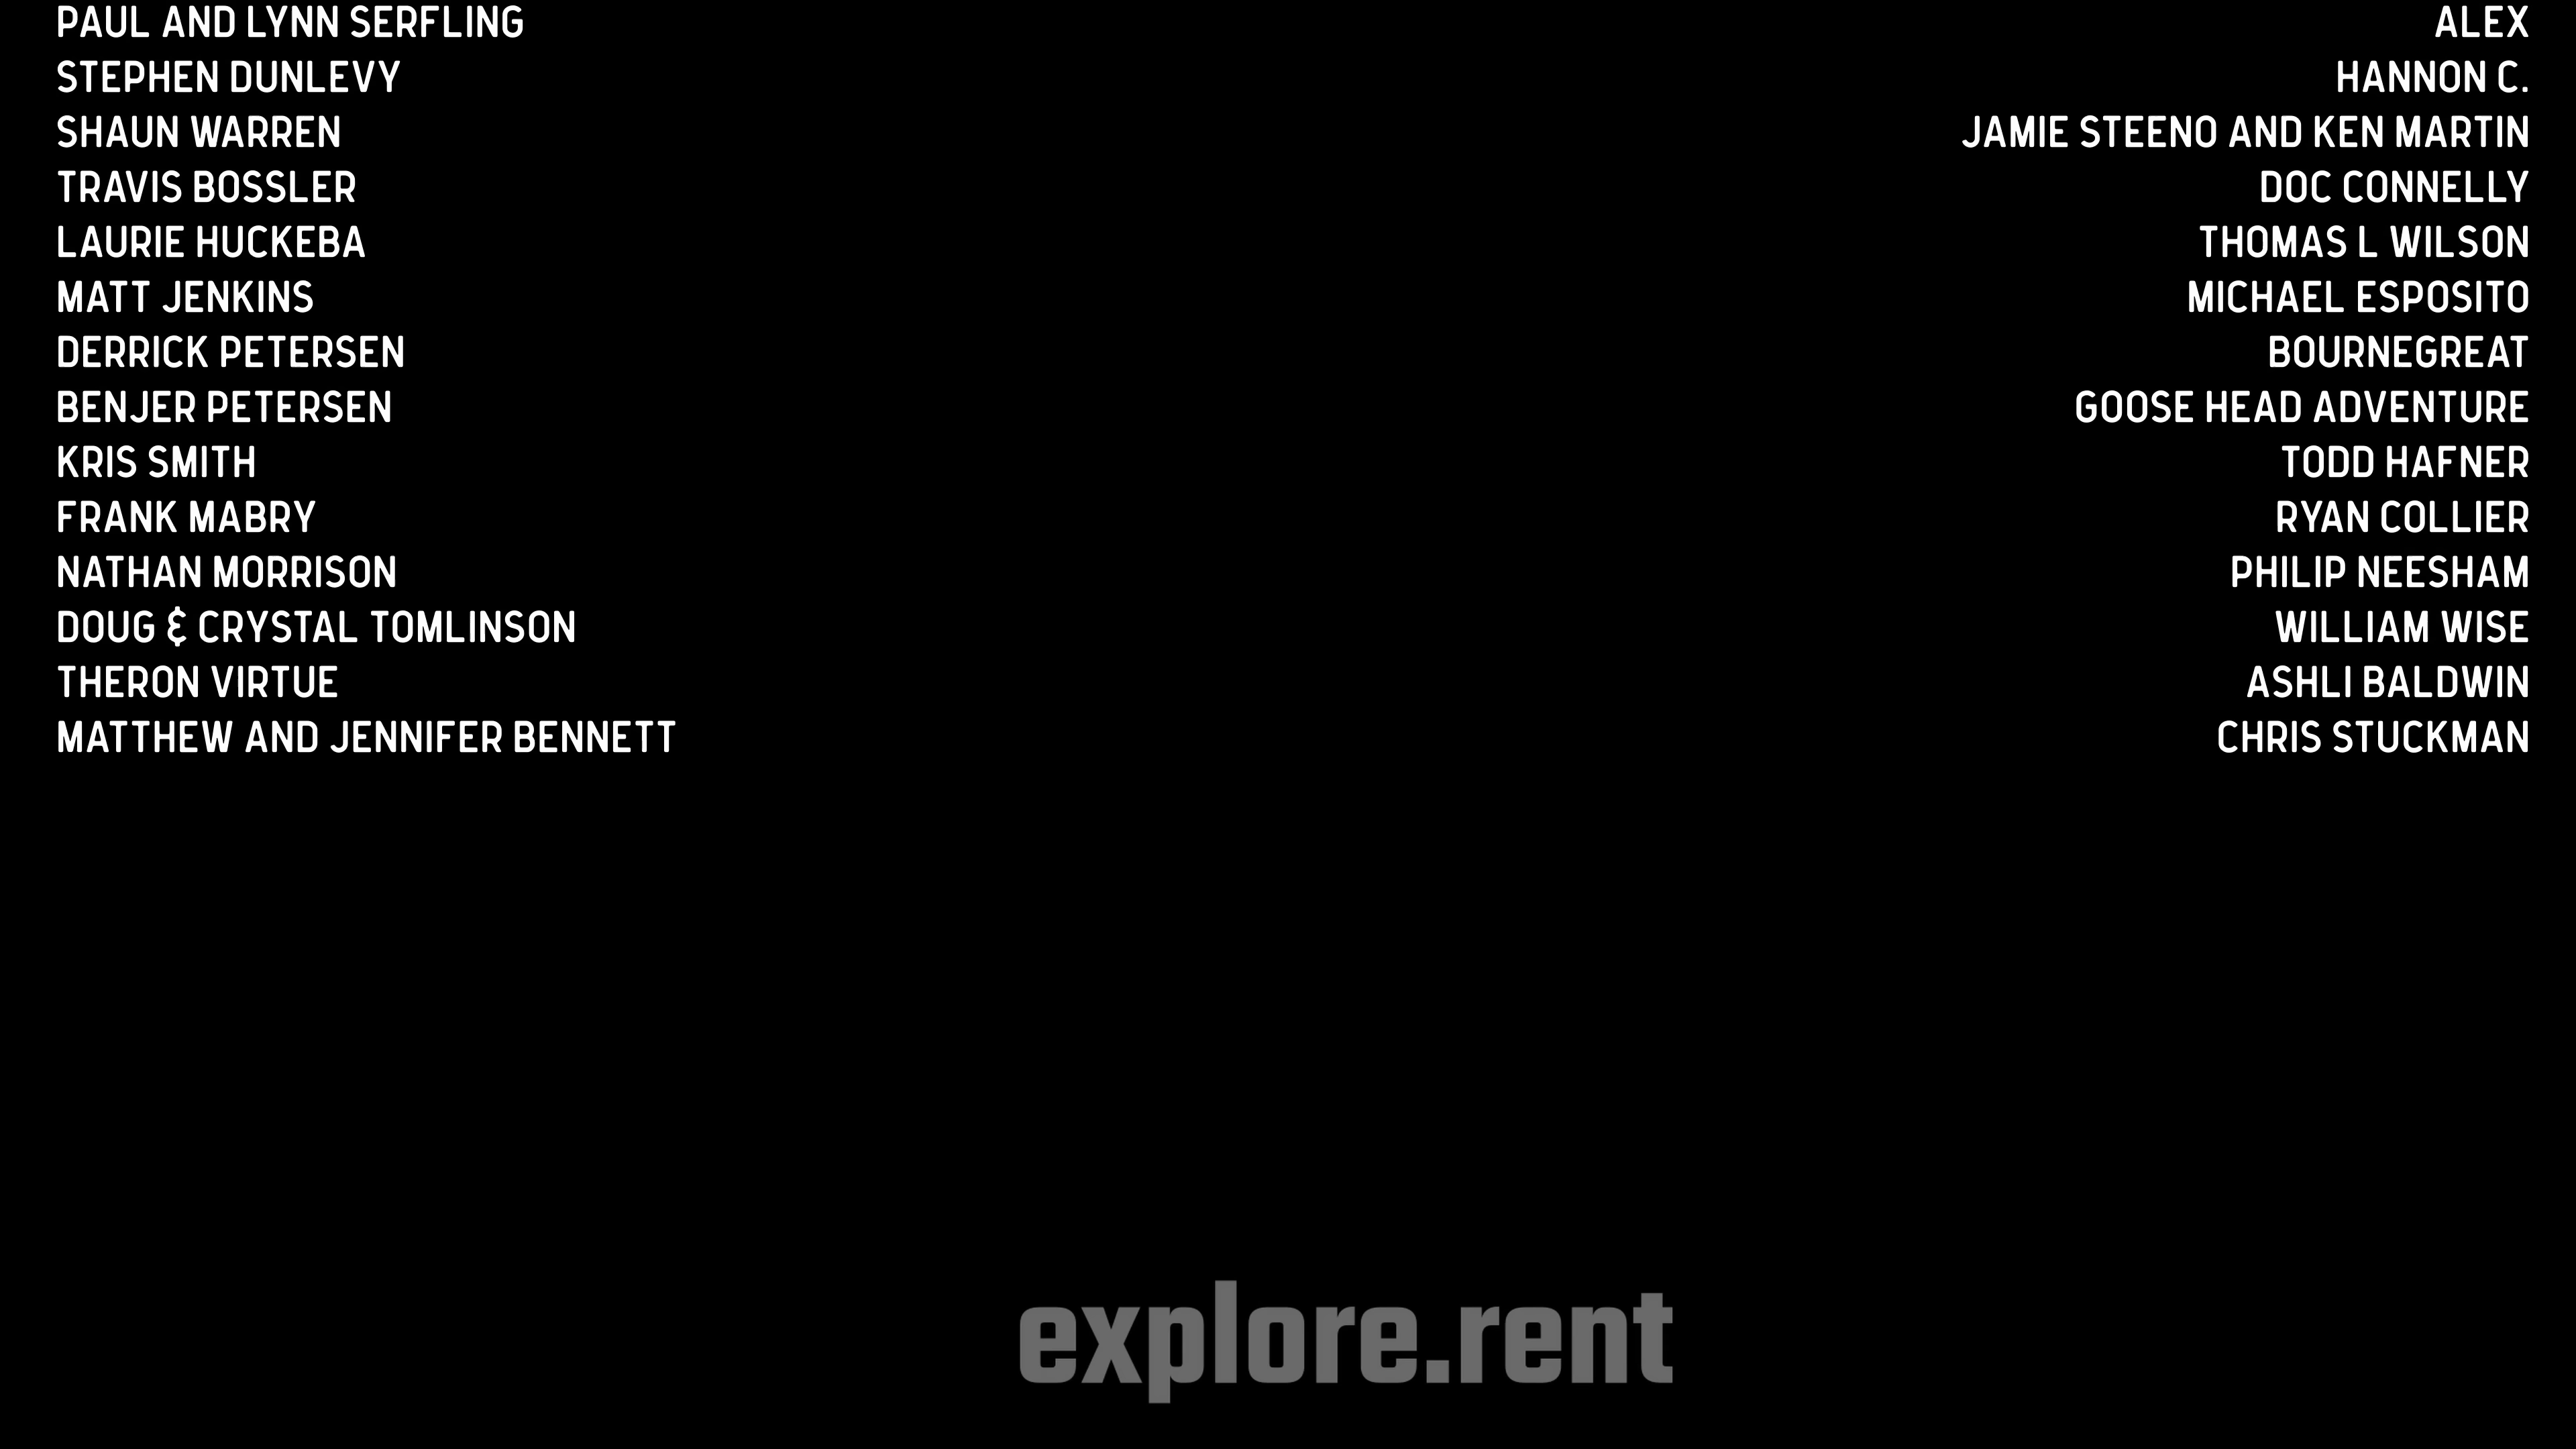 PAUL AND LYNN SERFLING
STEPHEN DUNLEVY
SHAUN WARREN
TRAVIS BOSSLER
LAURIE HUCKEBA
MATT JENKINS
DERRICK PETERSEN
BENJER PETERSEN
KRIS SMITH
FRANK MABRY
NATHAN MORRISON
DOUG & CRYSTAL TOMLINSON
THERON VIRTUE
MATTHEW AND JENNIFER BENNETT
ALEX
HANNON C.
JAMIE STEENO AND KEN MARTIN
DOC CONNELLY
THOMAS L WILSON
MICHAEL ESPOSITO
BOURNEGREAT
GOOSE HEAD ADVENTURE
TODD HAFNER
RYAN COLLIER
PHILIP NEESHAM
WILLIAM WISE
ASHLI BALDWIN
CHRIS STUCKMAN
explore.rent